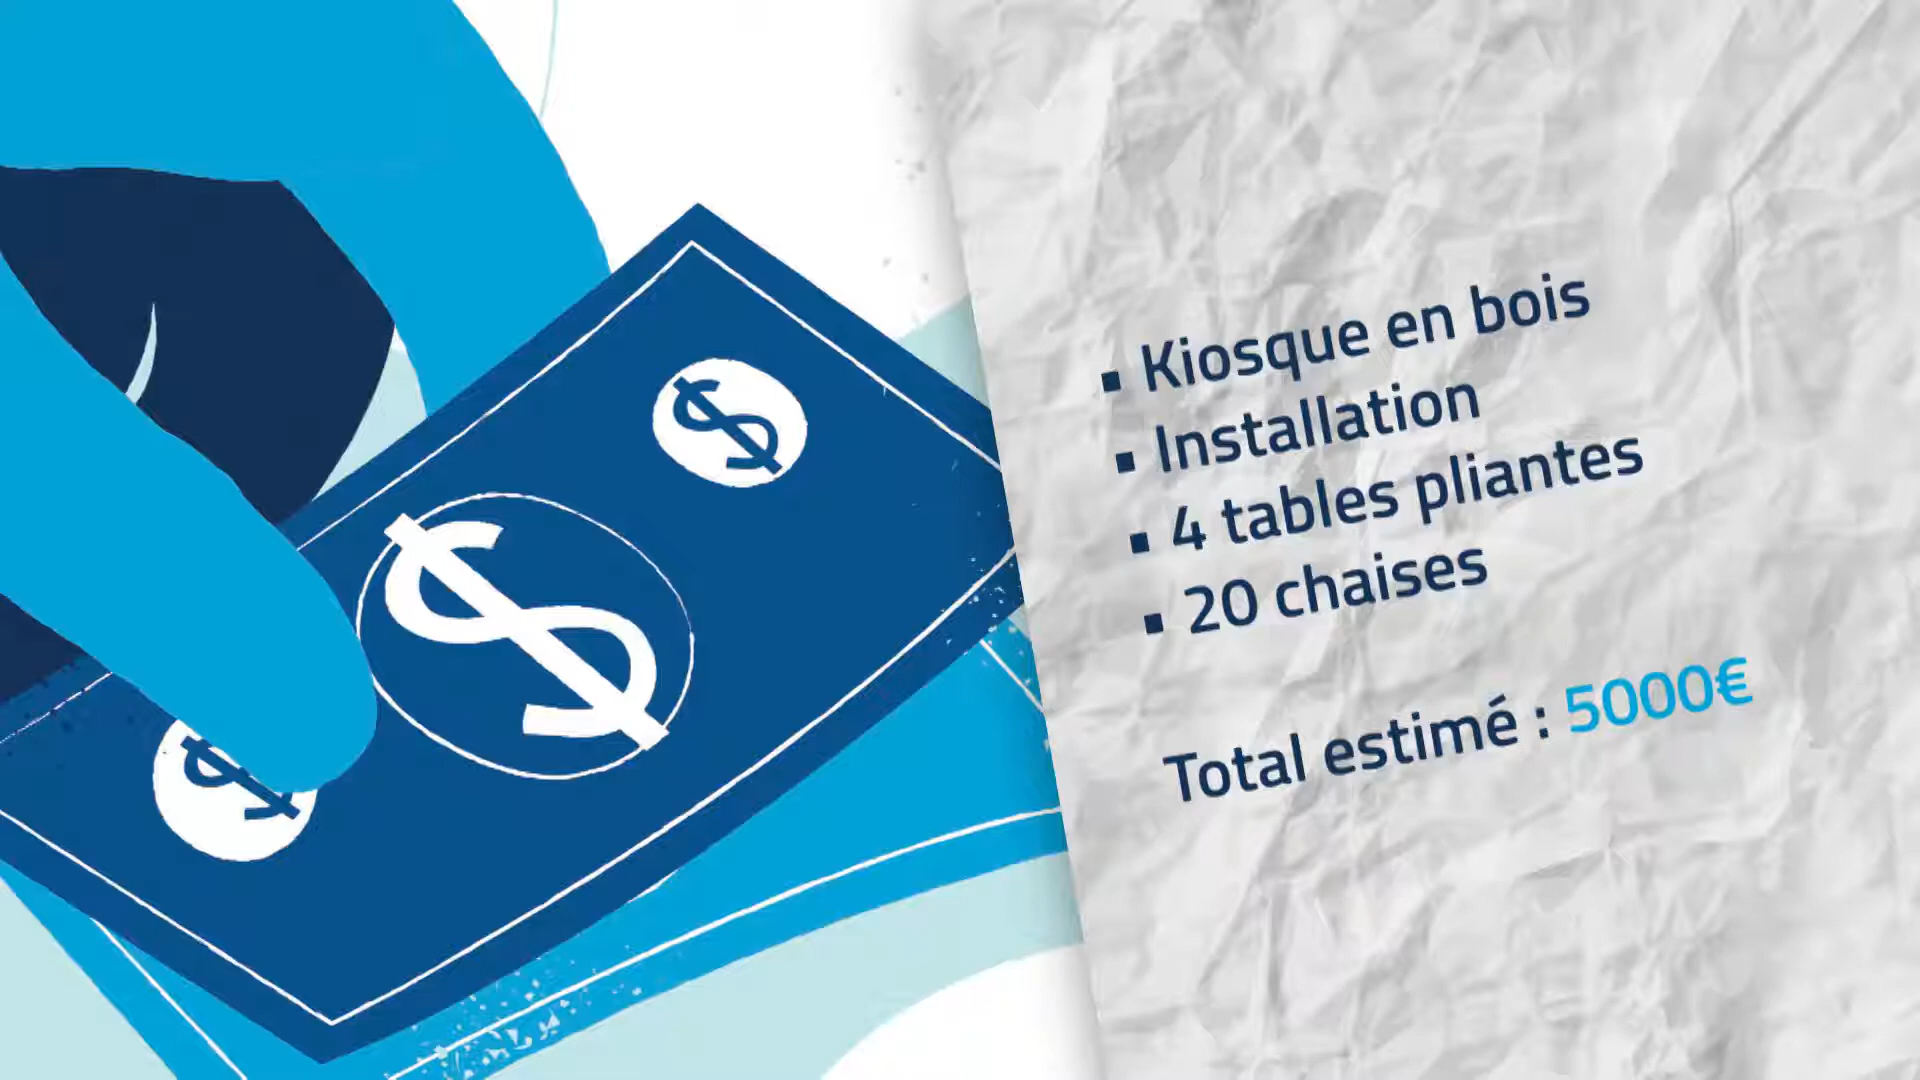 ▪ Kiosque en bois
▪ Installation
▪ 4 tables pliantes
▪ 20 chaises
Total estimé : 5000€